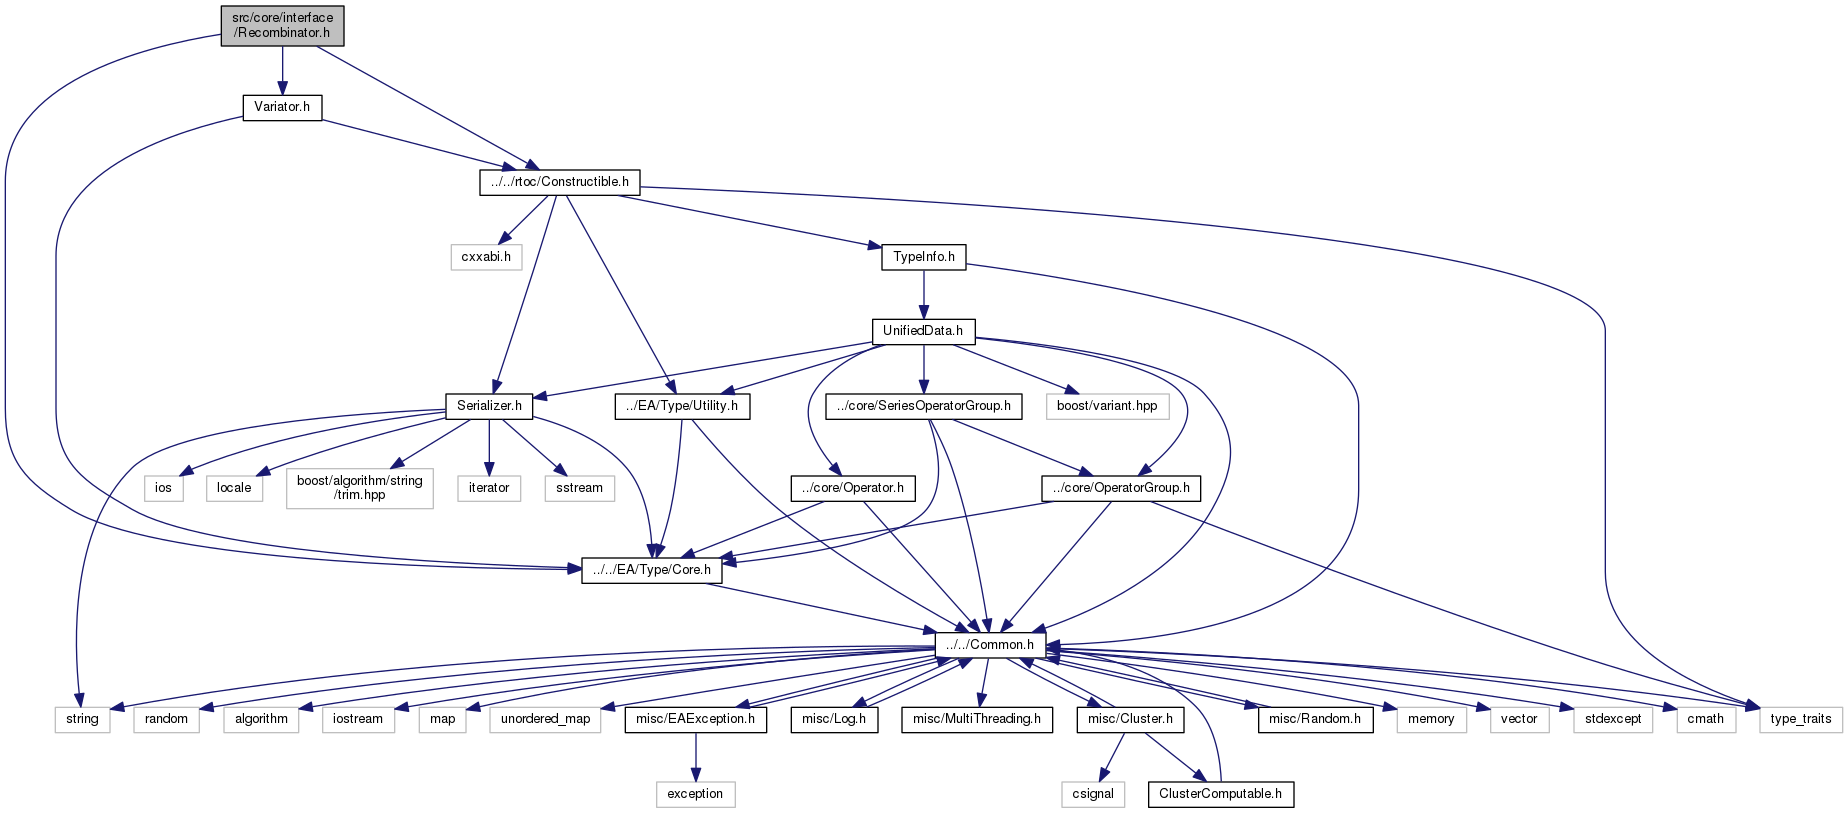 src/core/interface
/Recombinator.h
Variator.h
../../rtoc/Constructible.h
cxxabi.h
TypeInfo.h
UnifiedData.h
Serializer.h
../EA/Type/Utility.h
../core/SeriesOperatorGroup.h
boost/variant.hpp
ios
locale
boost/algorithm/string
/trim.hpp
iterator
sstream
../core/Operator.h
../core/OperatorGroup.h
../../EA/Type/Core.h
../../Common.h
string
random
algorithm
iostream
map
unordered_map
misc/EAException.h
misc/Log.h
misc/MultiThreading.h
misc/Cluster.h
misc/Random.h
memory
vector
stdexcept
cmath
type_traits
exception
csignal
ClusterComputable.h